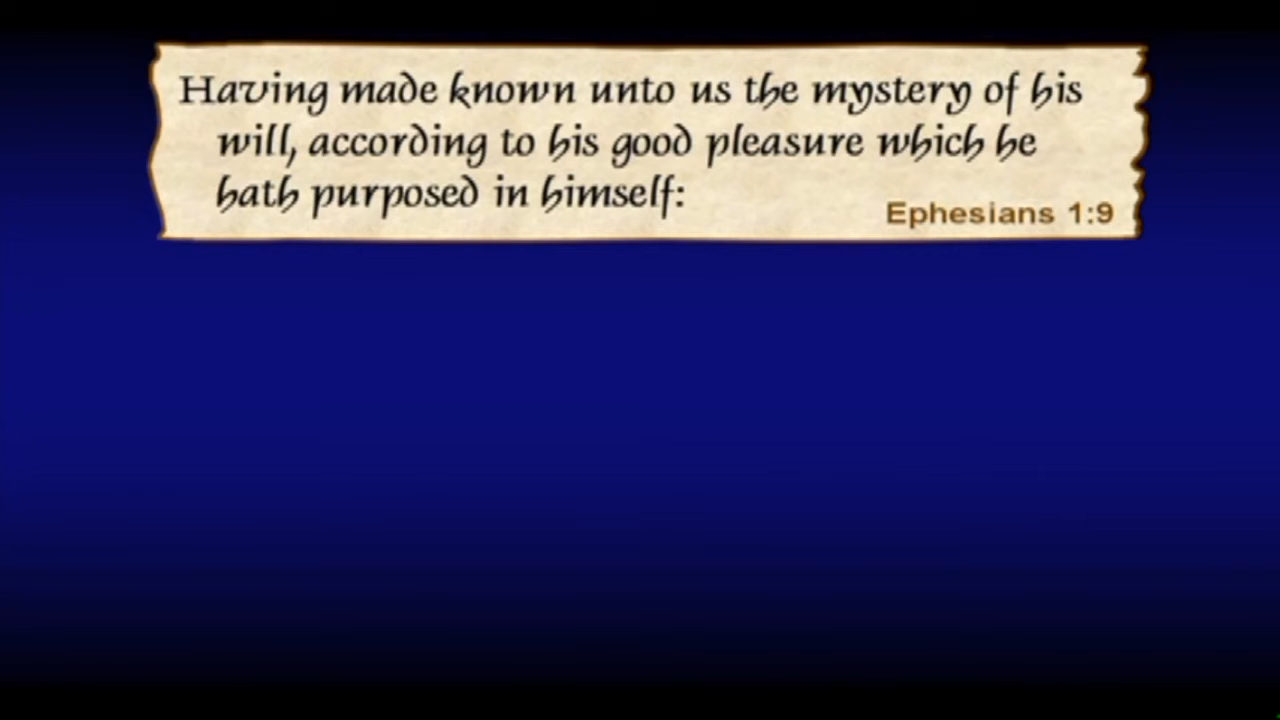 Having made known unto us the mystery of his
will, according to his good pleasure which he
hath purposed in himself:
Ephesians 1:9